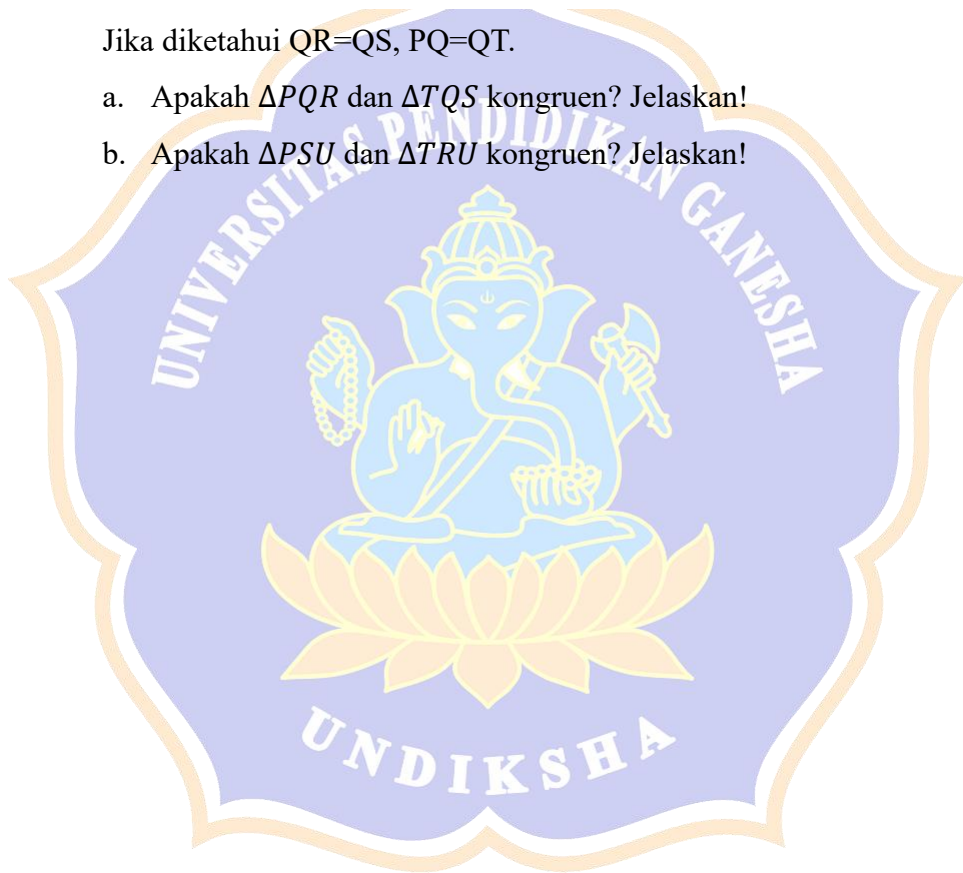 Jika diketahui QR=QS, PQ=QT.
a. Apakah Δ𝑃𝑄𝑅 dan Δ𝑇𝑄𝑆 kongruen? Jelaskan!
b. Apakah Δ𝑃𝑆𝑈 dan Δ𝑇𝑅𝑈 kongruen? Jelaskan!
UNIVERSITAS PENDIDIKAN GANESHA
UNDIKSHA